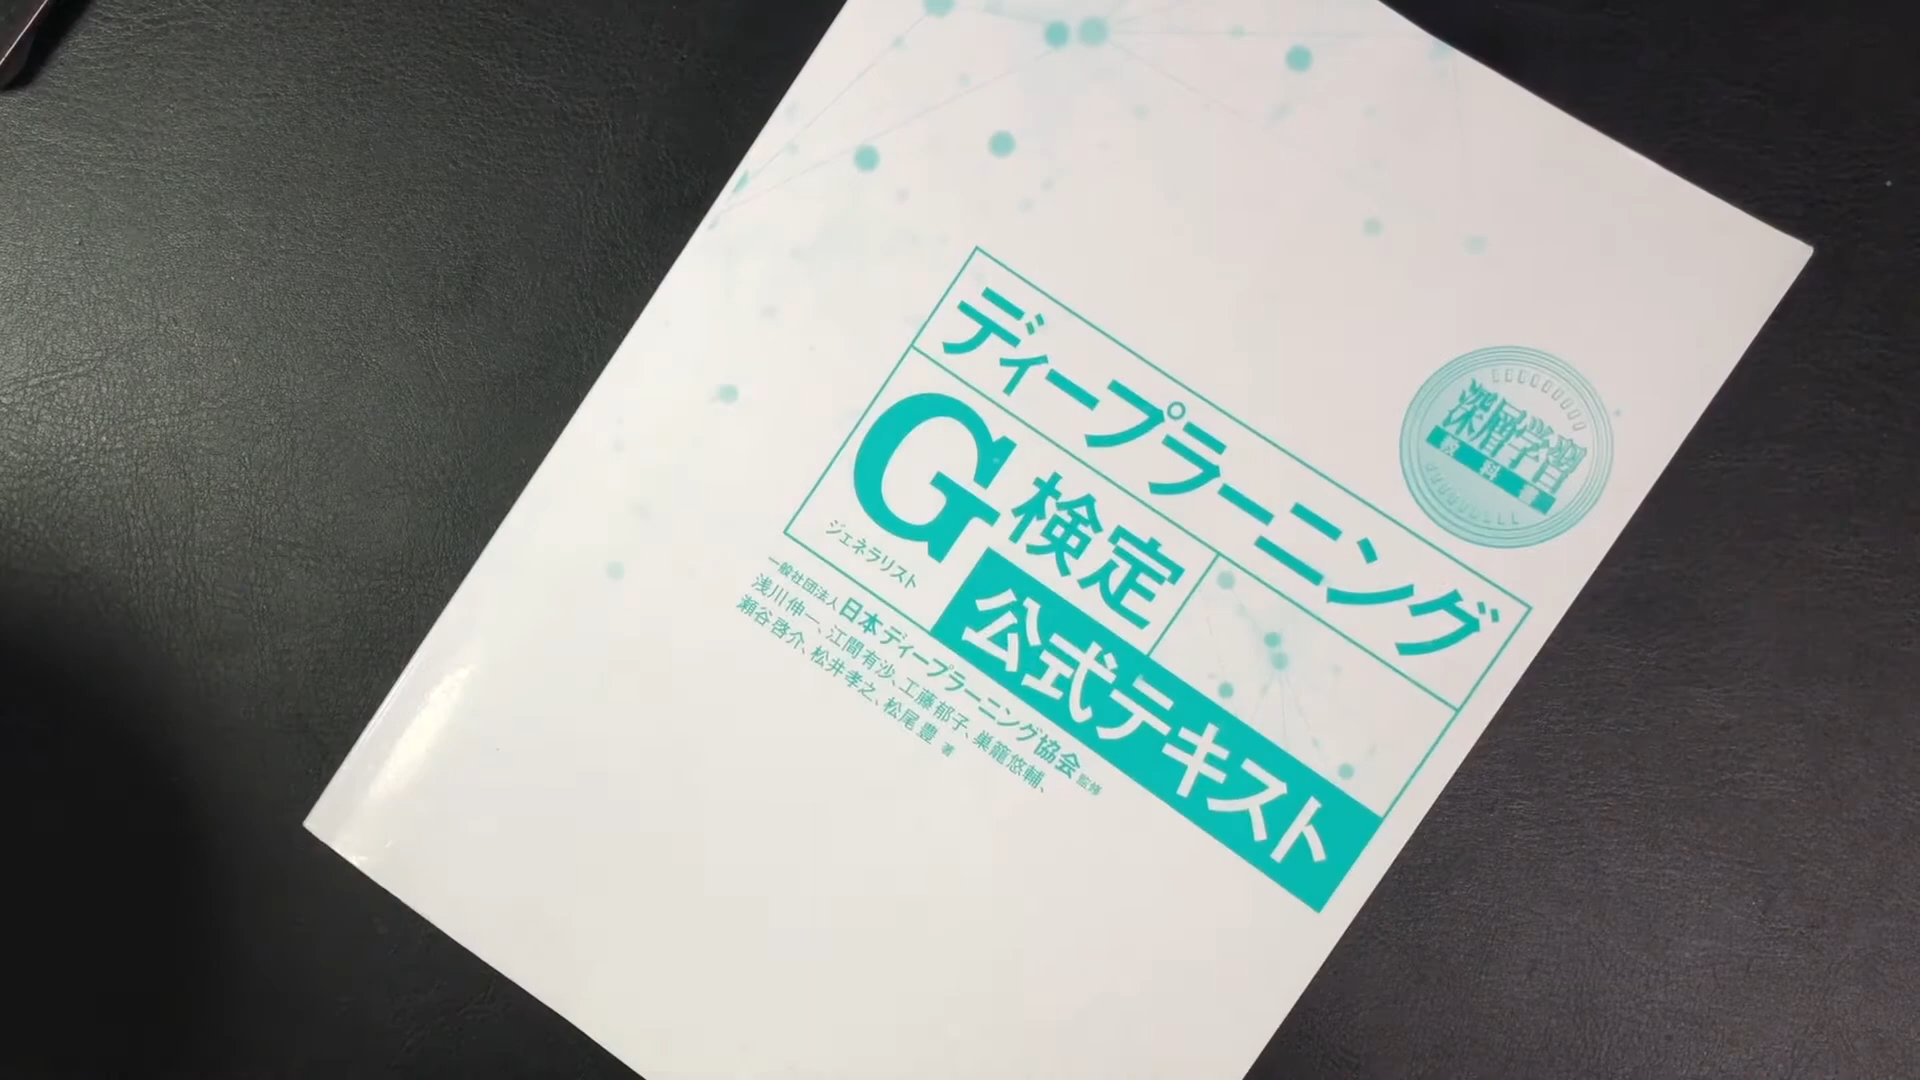 ディープラーニング
G検定
ジェネラリスト
公式テキスト
一般社団法人 日本ディープラーニング協会 監修
浅川伸一、江間有沙、工藤郁子、巣籠悠輔、
瀬谷啓介、松井孝之、松尾豊 著
深層学習
教科書